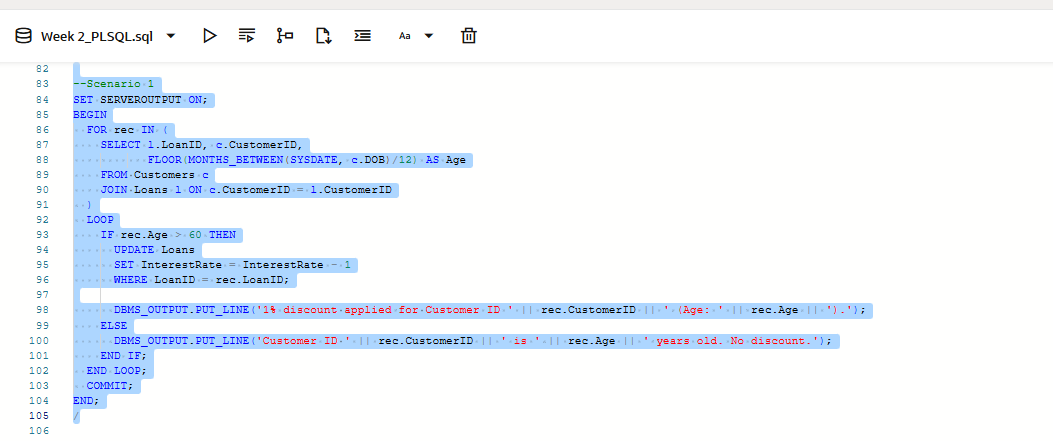 Week 2_PLSQL.sql
Aa
82
83 --Scenario 1
84 SET SERVEROUTPUT ON;
85 BEGIN
86   FOR rec IN (
87     SELECT l.LoanID, c.CustomerID,
88            FLOOR(MONTHS_BETWEEN(SYSDATE, c.DOB)/12) AS Age
89     FROM Customers c
90     JOIN Loans l ON c.CustomerID = l.CustomerID
91   )
92   LOOP
93     IF rec.Age > 60 THEN
94       UPDATE Loans
95       SET InterestRate = InterestRate - 1
96       WHERE LoanID = rec.LoanID;
97
98       DBMS_OUTPUT.PUT_LINE('1% discount applied for Customer ID ' || rec.CustomerID || ' (Age: ' || rec.Age || ').');
99     ELSE
100       DBMS_OUTPUT.PUT_LINE('Customer ID ' || rec.CustomerID || ' is ' || rec.Age || ' years old. No discount.');
101     END IF;
102   END LOOP;
103   COMMIT;
104 END;
105 /
106